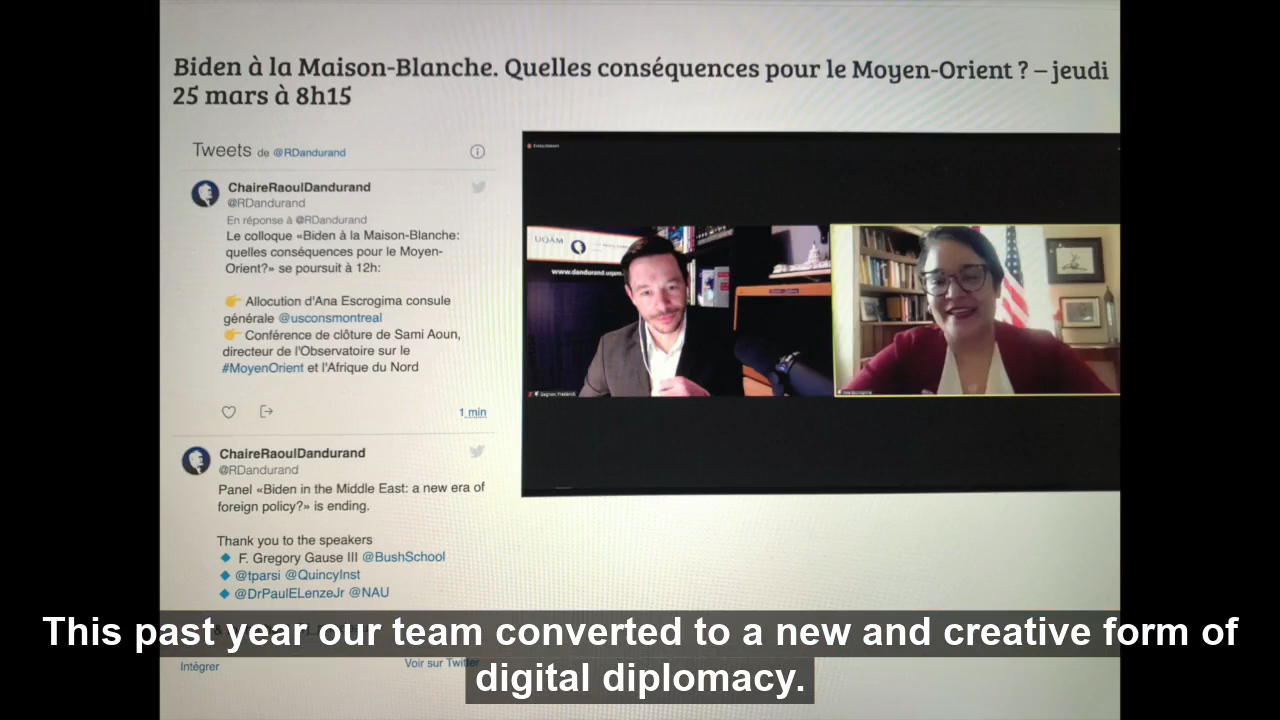 Biden à la Maison-Blanche. Quelles conséquences pour le Moyen-Orient ? – jeudi
25 mars à 8h15
Tweets de @RDandurand
ChaireRaoulDandurand
@RDandurand
En réponse à @RDandurand
Le colloque «Biden à la Maison-Blanche:
quelles conséquences pour le Moyen-
Orient?» se poursuit à 12h:
👉 Allocution d'Ana Escrogima consule
générale @usconsmontreal
👉 Conférence de clôture de Sami Aoun,
directeur de l'Observatoire sur le
#MoyenOrient et l'Afrique du Nord
1 min
ChaireRaoulDandurand
@RDandurand
Panel «Biden in the Middle East: a new era of
foreign policy?» is ending.
Thank you to the speakers
🔹 F. Gregory Gause III @BushSchool
🔹 @tparsi @QuincyInst
🔹 @DrPaulELenzeJr @NAU
Intégrer
Voir sur Twitter
UQAM
www.dandurand.uqam
Gagnon, Frédérick
This past year our team converted to a new and creative form of
digital diplomacy.